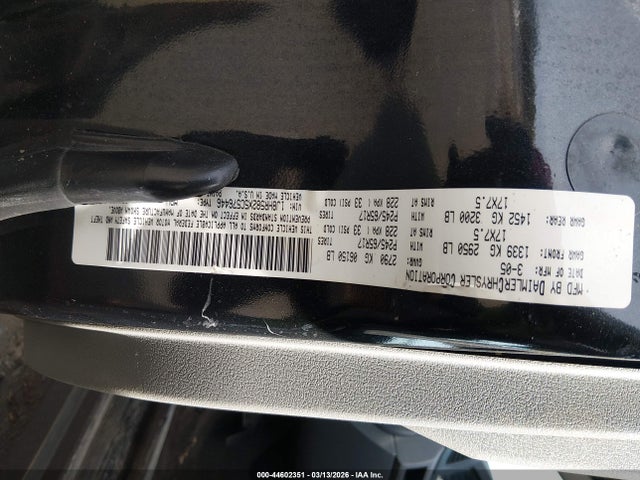 MFD BY DAIMLERCHRYSLER CORPORATION
DATE OF MFR: 3-05 GVWR: 2790 KG 06150 LB
GAWR FRONT: 1339 KG 2950 LB WITH P245/65R17 TIRES
17X7.5 RIMS AT 228 KPA( 33 PSI) COLD
GAWR REAR: 1452 KG 3200 LB WITH P245/65R17 TIRES
17X7.5 RIMS AT 228 KPA( 33 PSI) COLD
THIS VEHICLE CONFORMS TO ALL APPLICABLE FEDERAL MOTOR VEHICLE SAFETY AND THEFT
PREVENTION STANDARDS IN EFFECT ON THE DATE OF MANUFACTURE SHOWN ABOVE.
VEHICLE MADE IN U.S.A.
000-44602351 - 03/13/2026 - IAA Inc.